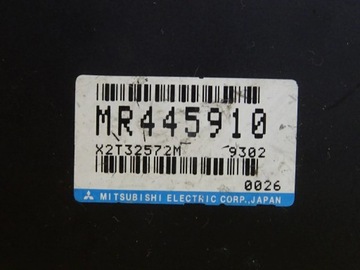 MR445910
X2T32572M 9302
0026
MITSUBISHI ELECTRIC CORP.,JAPAN